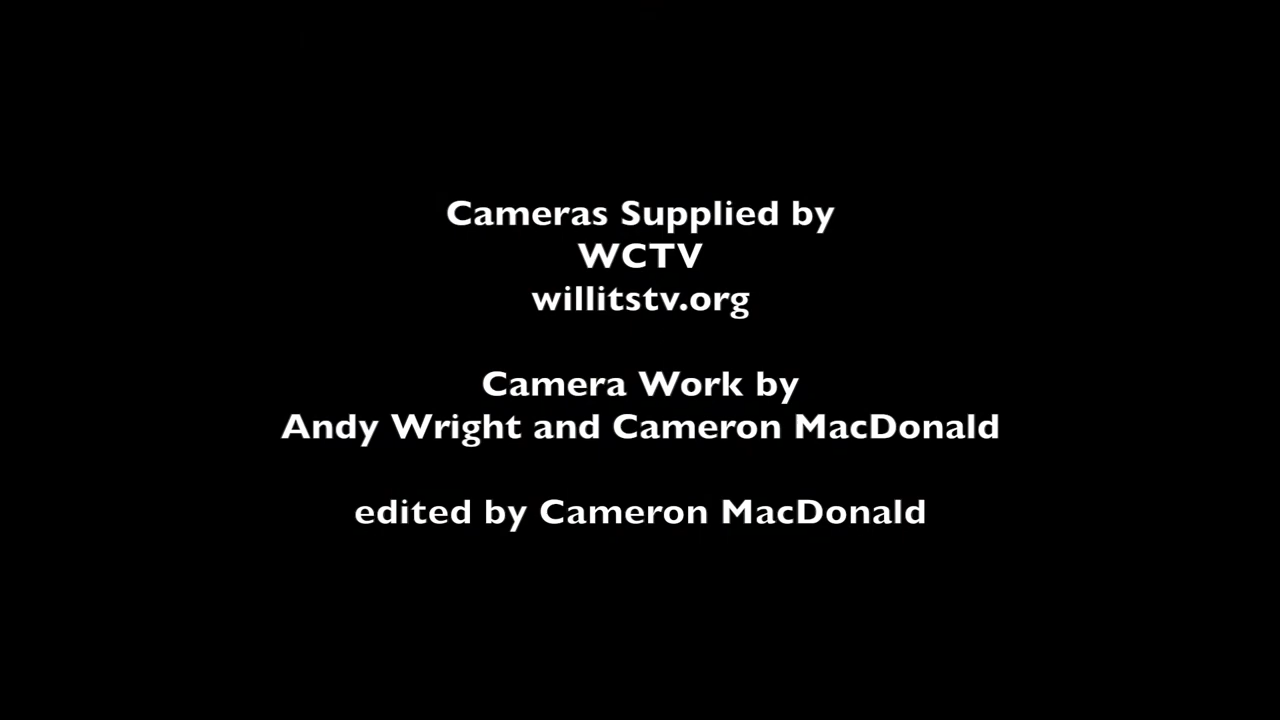 Cameras Supplied by
WCTV
willitstv.org
Camera Work by
Andy Wright and Cameron MacDonald
edited by Cameron MacDonald